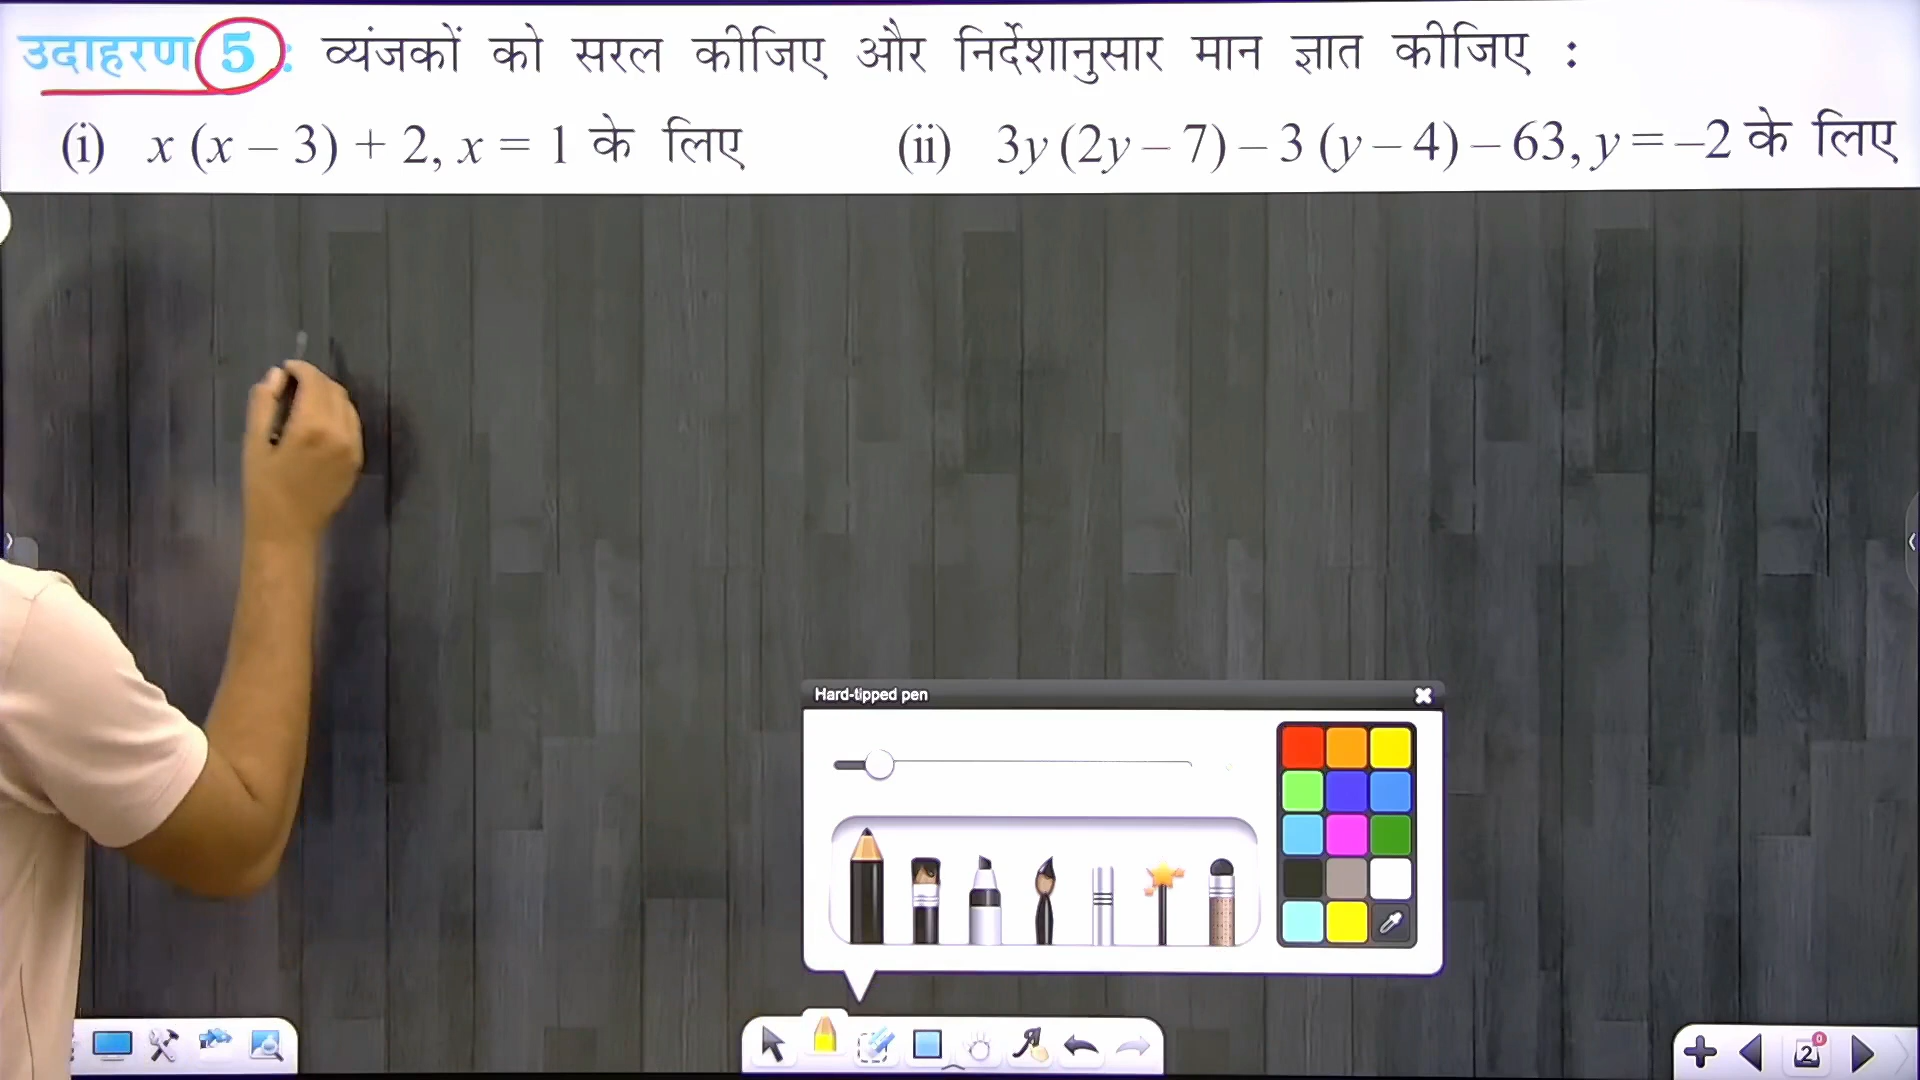 उदाहरण 5 : व्यंजकों को सरल कीजिए और निर्देशानुसार मान ज्ञात कीजिए :
(i) x (x – 3) + 2, x = 1 के लिए (ii) 3y (2y – 7) – 3 (y – 4) – 63, y = –2 के लिए
Hard-tipped pen
2
0